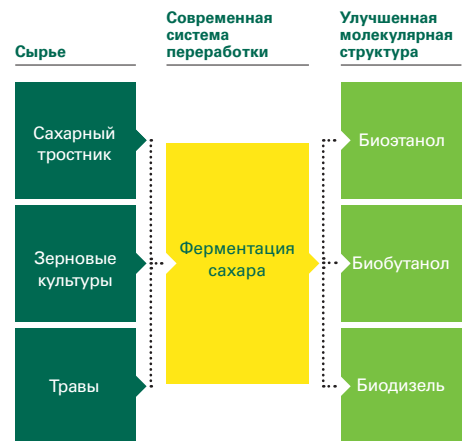 Сырье
Современная
система
переработки
Улучшенная
молекулярная
структура
Сахарный
тростник
Зерновые
культуры
Травы
Ферментация
сахара
Биоэтанол
Биобутанол
Биодизель